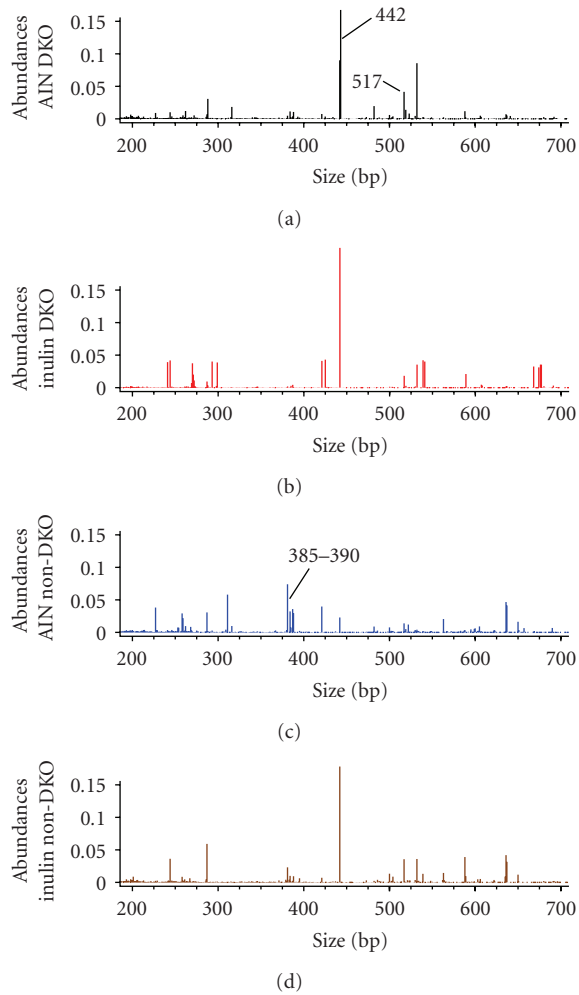 Abundances
AIN DKO
0.15
0.1
0.05
0
442
517
200 300 400 500 600 700
Size (bp)
(a)
Abundances
inulin DKO
0.15
0.1
0.05
0
200 300 400 500 600 700
Size (bp)
(b)
Abundances
AIN non-DKO
0.15
0.1
0.05
0
385–390
200 300 400 500 600 700
Size (bp)
(c)
Abundances
inulin non-DKO
0.15
0.1
0.05
0
200 300 400 500 600 700
Size (bp)
(d)